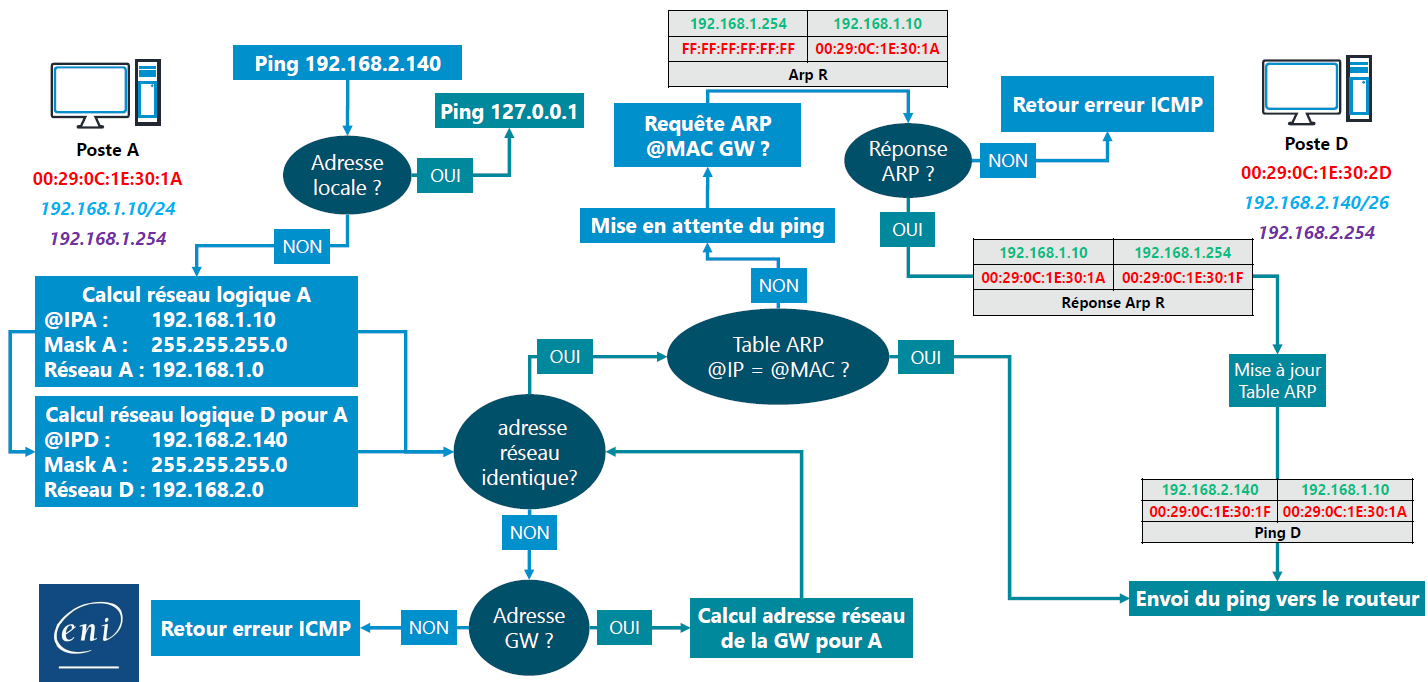 192.168.1.254 192.168.1.10
FF:FF:FF:FF:FF:FF 00:29:0C:1E:30:1A
Arp R
Ping 192.168.2.140
Ping 127.0.0.1
Poste A
00:29:0C:1E:30:1A
192.168.1.10/24
192.168.1.254
Adresse
locale ?
OUI
NON
Requête ARP
@MAC GW ?
Réponse
ARP ?
NON
Retour erreur ICMP
Poste D
00:29:0C:1E:30:2D
192.168.2.140/26
192.168.2.254
Mise en attente du ping
OUI
192.168.1.10 192.168.1.254
00:29:0C:1E:30:1A 00:29:0C:1E:30:1F
Réponse Arp R
NON
Calcul réseau logique A
@IPA : 192.168.1.10
Mask A : 255.255.255.0
Réseau A : 192.168.1.0
Calcul réseau logique D pour A
@IPD : 192.168.2.140
Mask A : 255.255.255.0
Réseau D : 192.168.2.0
OUI
Table ARP
@IP = @MAC ?
OUI
Mise à jour
Table ARP
adresse
réseau
identique?
NON
192.168.2.140 192.168.1.10
00:29:0C:1E:30:1F 00:29:0C:1E:30:1A
Ping D
eni
Retour erreur ICMP
NON
Adresse
GW ?
OUI
Calcul adresse réseau
de la GW pour A
Envoi du ping vers le routeur